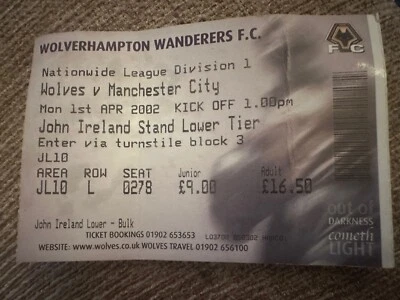 WOLVERHAMPTON WANDERERS F.C.
Nationwide League Division 1
Wolves v Manchester City
Mon 1st APR 2002 KICK OFF 1.00pm
John Ireland Stand Lower Tier
Enter via turnstile block 3
JL10
AREA ROW SEAT Junior Adult
JL10 L 0278 £9.00 £16.50
John Ireland Lower - Bulk
TICKET BOOKINGS 01902 653653
WEBSITE: www.wolves.co.uk WOLVES TRAVEL 01902 656100
FC
out of
DARKNESS
cometh
LIGHT